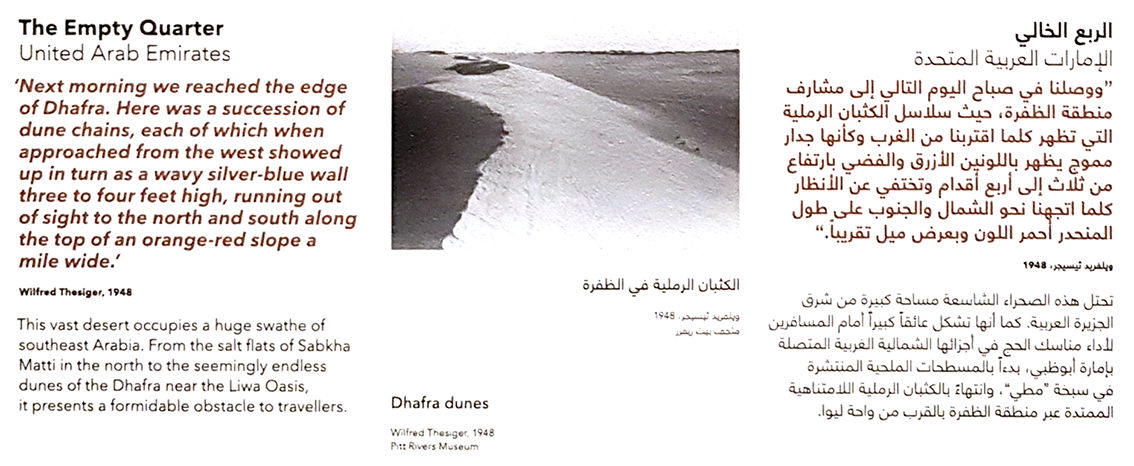 The Empty Quarter
United Arab Emirates
‘Next morning we reached the edge
of Dhafra. Here was a succession of
dune chains, each of which when
approached from the west showed
up in turn as a wavy silver-blue wall
three to four feet high, running out
of sight to the north and south along
the top of an orange-red slope a
mile wide.’
Wilfred Thesiger, 1948
This vast desert occupies a huge swathe of
southeast Arabia. From the salt flats of Sabkha
Matti in the north to the seemingly endless
dunes of the Dhafra near the Liwa Oasis,
it presents a formidable obstacle to travellers.
الكثبان الرملية في الظفرة
ويلفريد ثيسيجر، 1948
متحف بيت ريفرز
Dhafra dunes
Wilfred Thesiger, 1948
Pitt Rivers Museum
الربع الخالي
الإمارات العربية المتحدة
”ووصلنا في صباح اليوم التالي إلى مشارف
منطقة الظفرة، حيث سلاسل الكثبان الرملية
التي تظهر كلما اقتربنا من الغرب وكأنها جدار
مموج يظهر باللونين الأزرق والفضي بارتفاع
من ثلاث إلى أربع أقدام وتختفي عن الأنظار
كلما اتجهنا نحو الشمال والجنوب على طول
المنحدر أحمر اللون وبعرض ميل تقريباً.“
ويلفريد ثيسيجر، 1948
تحتل هذه الصحراء الشاسعة مساحة كبيرة من شرق
الجزيرة العربية. كما أنها تشكل عائقاً كبيراً أمام المسافرين
لأداء مناسك الحج في أجزائها الشمالية الغربية المتصلة
بإمارة أبوظبي، بدءاً بالمسطحات الملحية المنتشرة
في سبخة ”مطي“، وانتهاءً بالكثبان الرملية اللامتناهية
الممتدة عبر منطقة الظفرة بالقرب من واحة ليوا.